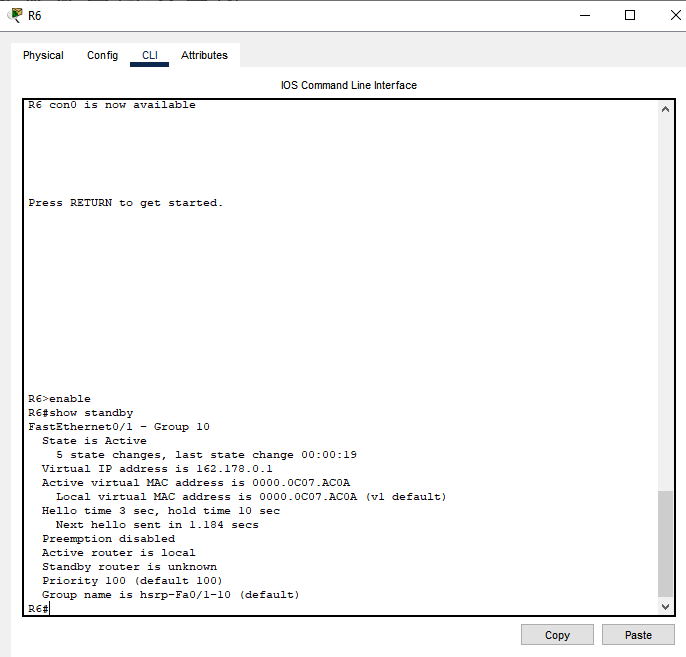 R6
Physical Config CLI Attributes
IOS Command Line Interface
R6 con0 is now available
Press RETURN to get started.
R6>enable
R6#show standby
FastEthernet0/1 - Group 10
State is Active
5 state changes, last state change 00:00:19
Virtual IP address is 162.178.0.1
Active virtual MAC address is 0000.0C07.AC0A
Local virtual MAC address is 0000.0C07.AC0A (v1 default)
Hello time 3 sec, hold time 10 sec
Next hello sent in 1.184 secs
Preemption disabled
Active router is local
Standby router is unknown
Priority 100 (default 100)
Group name is hsrp-Fa0/1-10 (default)
R6#
Copy Paste